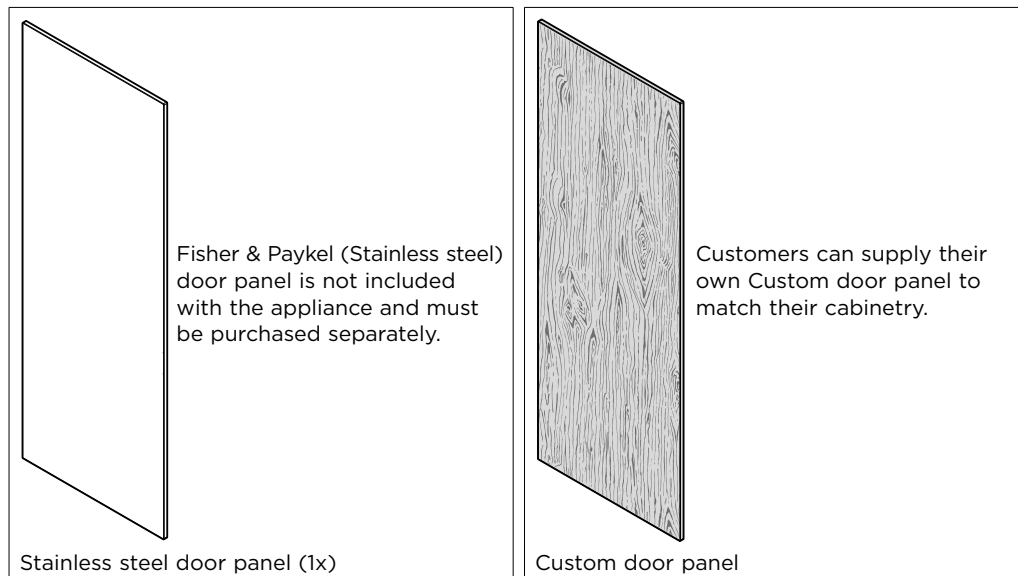 Fisher & Paykel (Stainless steel)
door panel is not included
with the appliance and must
be purchased separately.
Stainless steel door panel (1x)
Customers can supply their
own Custom door panel to
match their cabinetry.
Custom door panel